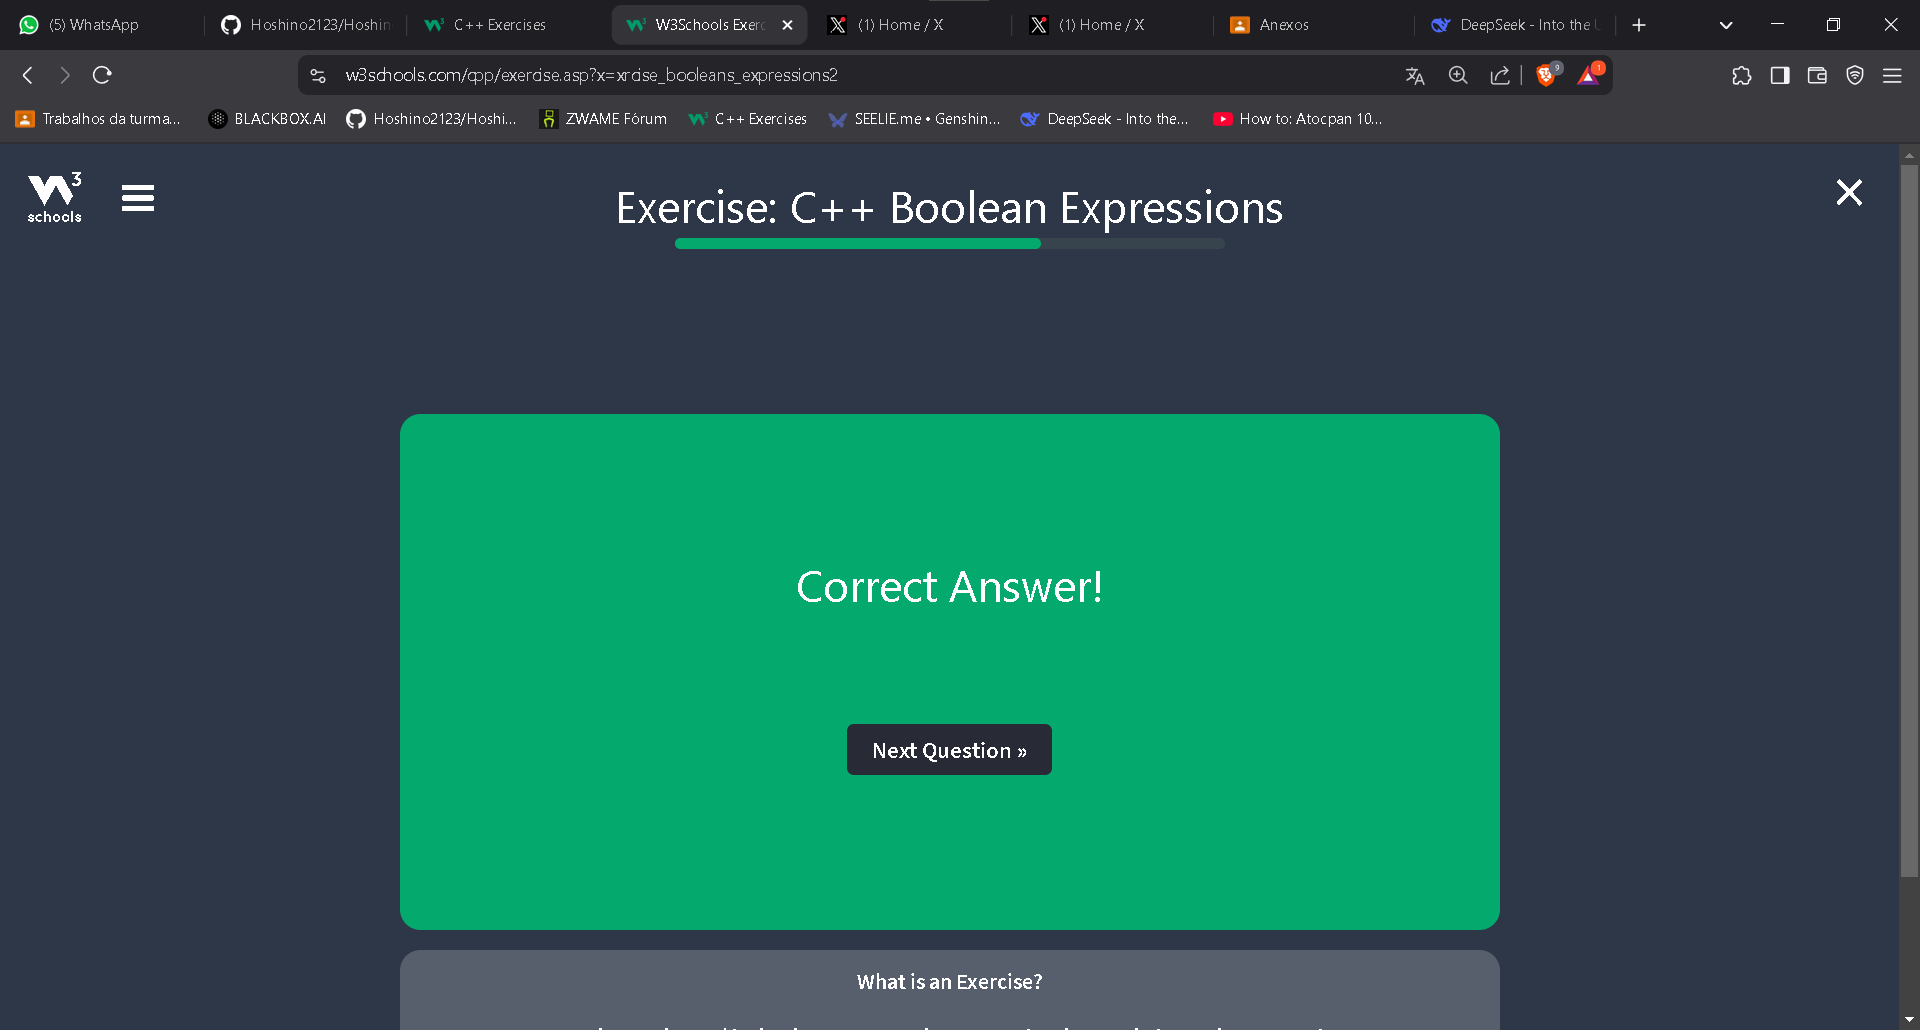 (5) WhatsApp
Hoshino2123/Hoshin
C++ Exercises
W3Schools Exerc
(1) Home / X
(1) Home / X
Anexos
DeepSeek - Into the U
w3schools.com/cpp/exercise.asp?x=xrcise_booleans_expressions2
9
1
Trabalhos da turma...
BLACKBOX.AI
Hoshino2123/Hoshi...
ZWAME Fórum
C++ Exercises
SEELIE.me • Genshin...
DeepSeek - Into the...
How to: Atocpan 10...
W3
schools
Exercise: C++ Boolean Expressions
Correct Answer!
Next Question »
What is an Exercise?